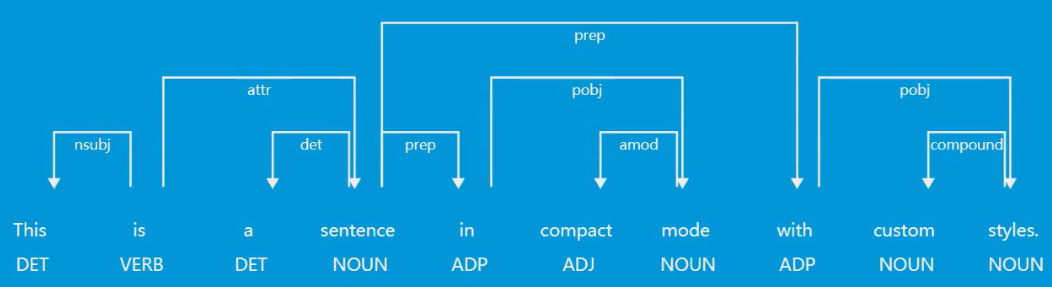 prep
attr pobj pobj
nsubj det prep amod compound
This is a sentence in compact mode with custom styles.
DET VERB DET NOUN ADP ADJ NOUN ADP NOUN NOUN